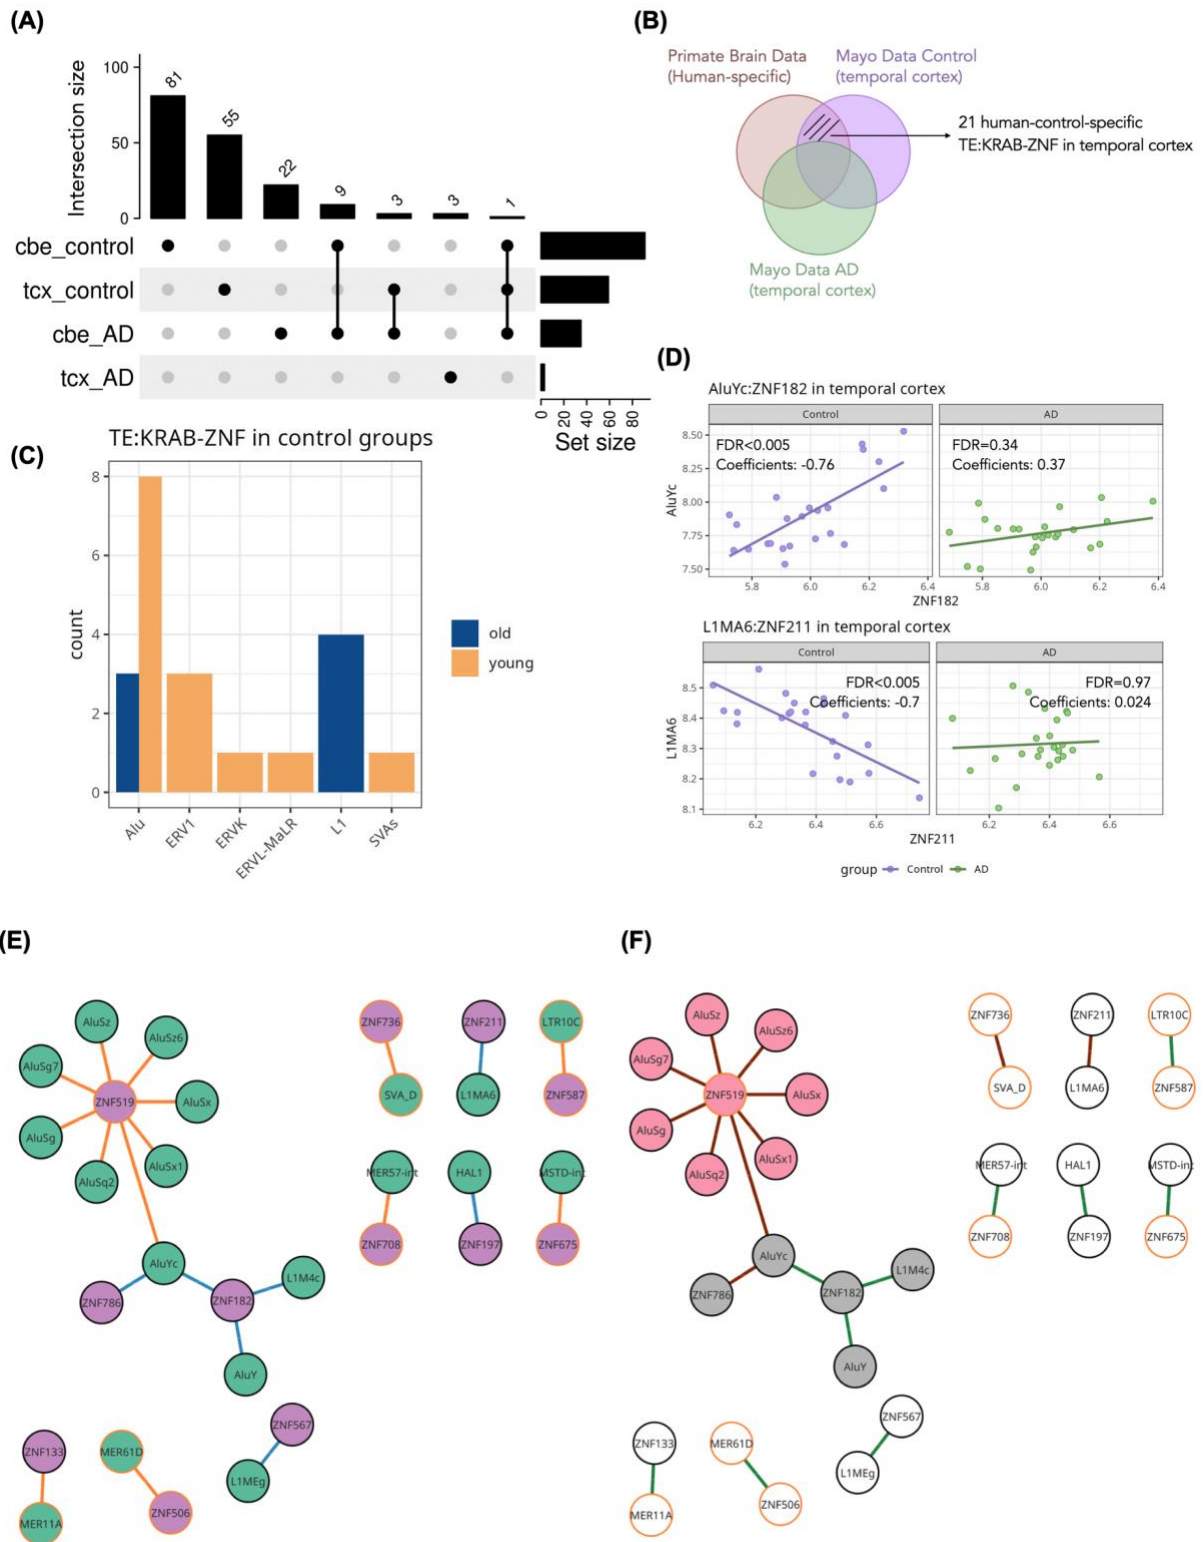 (A)
Intersection size
100
50
0
81
55
22
9
3
3
1
cbe_control
tcx_control
cbe_AD
tcx_AD
0
20
40
60
80
Set size
(B)
Primate Brain Data
(Human-specific)
Mayo Data Control
(temporal cortex)
21 human-control-specific
TE:KRAB-ZNF in temporal cortex
Mayo Data AD
(temporal cortex)
(C)
TE:KRAB-ZNF in control groups
count
8
6
4
2
0
Alu
ERV1
ERVK
ERVL-MaLR
L1
SVAs
old
young
(D)
AluYc:ZNF182 in temporal cortex
Control
AD
FDR<0.005
Coefficients: -0.76
FDR=0.34
Coefficients: 0.37
AluYc
8.50
8.25
8.00
7.75
7.50
5.8
6.0
6.2
6.4
5.8
6.0
6.2
6.4
ZNF182
L1MA6:ZNF211 in temporal cortex
Control
AD
FDR<0.005
Coefficients: -0.7
FDR=0.97
Coefficients: 0.024
L1MA6
8.5
8.4
8.3
8.2
8.1
6.2
6.4
6.6
6.2
6.4
6.6
ZNF211
group
Control
AD
(E)
AluSz
AluSz6
AluSg7
ZNF519
AluSx
AluSg
AluSx1
AluSq2
AluYc
ZNF786
ZNF182
L1M4c
AluY
ZNF736
SVA_D
ZNF211
L1MA6
LTR10C
ZNF587
MER57-int
ZNF708
HAL1
ZNF197
MSTD-int
ZNF675
ZNF133
MER11A
MER61D
ZNF506
ZNF567
L1MEg
(F)
AluSz
AluSz6
AluSg7
ZNF519
AluSx
AluSg
AluSx1
AluSq2
AluYc
ZNF786
ZNF182
L1M4c
AluY
ZNF736
SVA_D
ZNF211
L1MA6
LTR10C
ZNF587
MER57-int
ZNF708
HAL1
ZNF197
MSTD-int
ZNF675
ZNF133
MER11A
MER61D
ZNF506
ZNF567
L1MEg